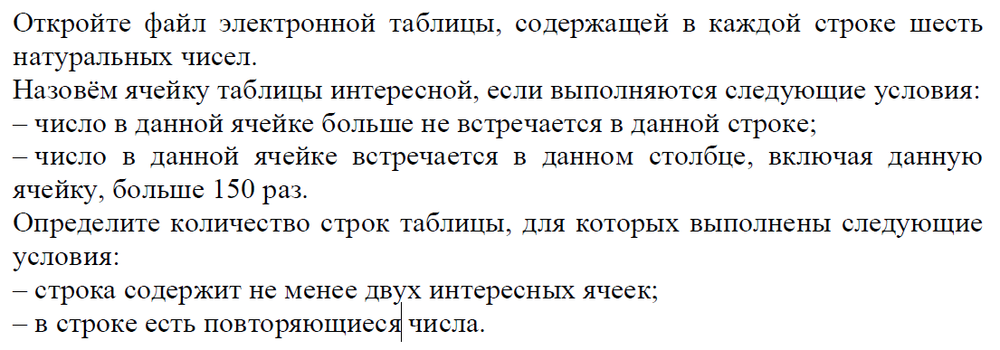 Откройте файл электронной таблицы, содержащей в каждой строке шесть
натуральных чисел.
Назовём ячейку таблицы интересной, если выполняются следующие условия:
– число в данной ячейке больше не встречается в данной строке;
– число в данной ячейке встречается в данном столбце, включая данную
ячейку, больше 150 раз.
Определите количество строк таблицы, для которых выполнены следующие
условия:
– строка содержит не менее двух интересных ячеек;
– в строке есть повторяющиеся числа.